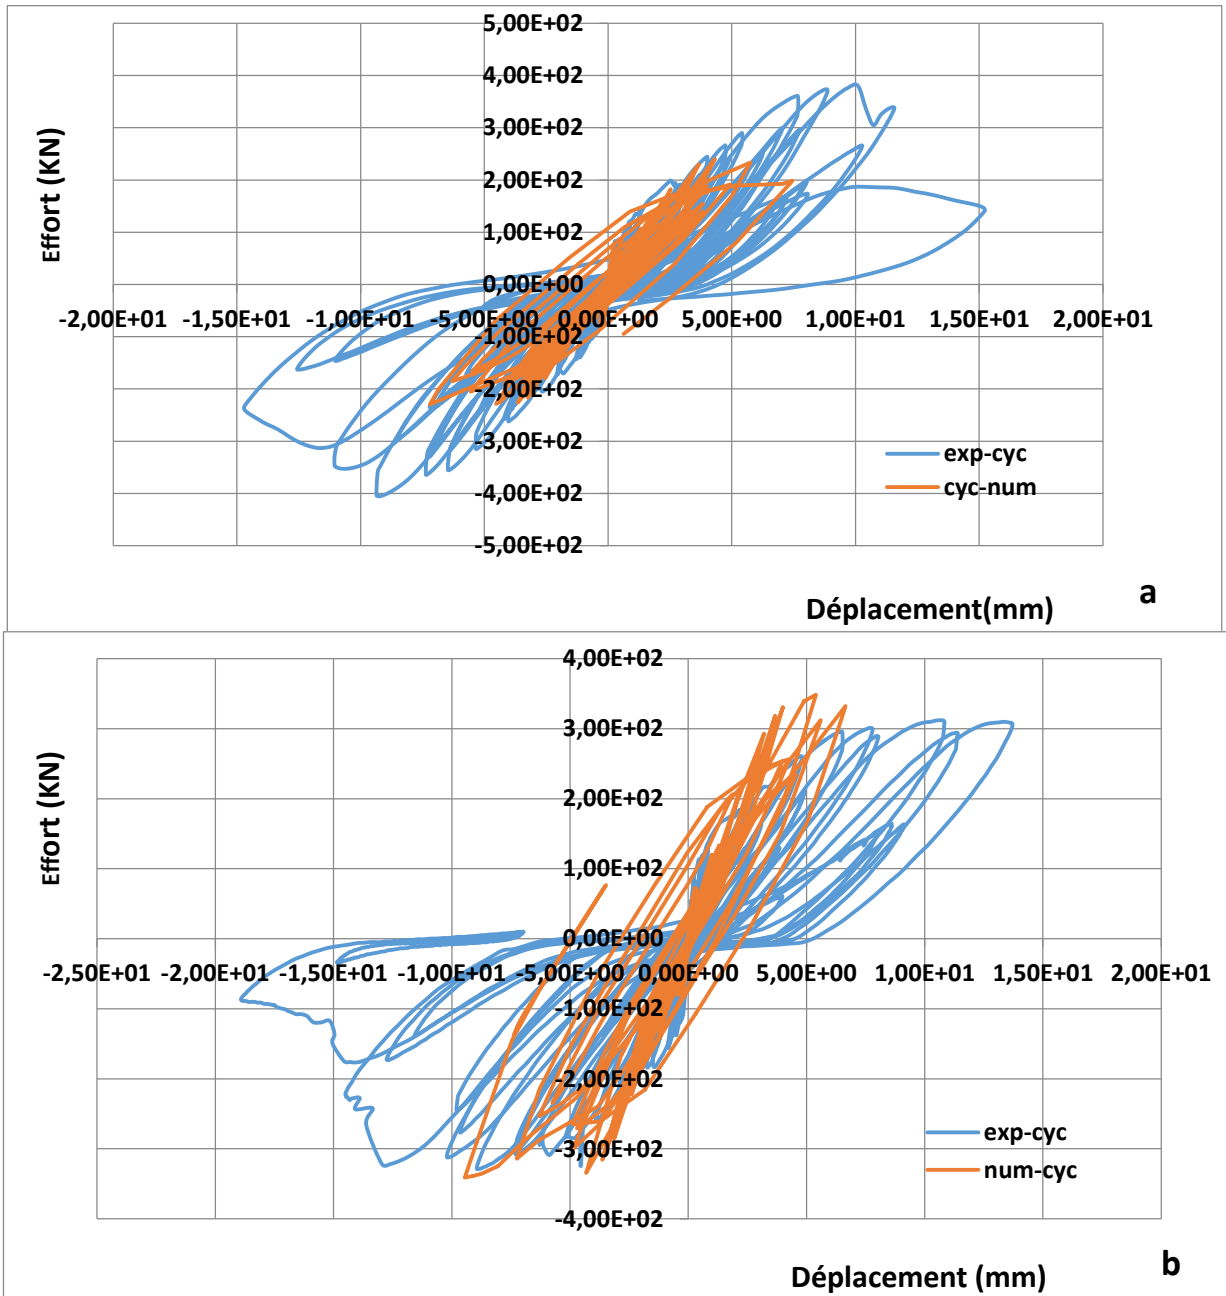 5,00E+02
4,00E+02
3,00E+02
2,00E+02
1,00E+02
0,00E+00
-1,00E+02
-2,00E+02
-3,00E+02
-4,00E+02
-5,00E+02
-2,00E+01 -1,50E+01 -1,00E+01 -5,00E+00 0,00E+00 5,00E+00 1,00E+01 1,50E+01 2,00E+01
Effort (KN)
exp-cyc
cyc-num
Déplacement(mm)
a
4,00E+02
3,00E+02
2,00E+02
1,00E+02
0,00E+00
-1,00E+02
-2,00E+02
-3,00E+02
-4,00E+02
-2,50E+01 -2,00E+01 -1,50E+01 -1,00E+01 -5,00E+00 0,00E+00 5,00E+00 1,00E+01 1,50E+01 2,00E+01
Effort (KN)
exp-cyc
num-cyc
Déplacement (mm)
b